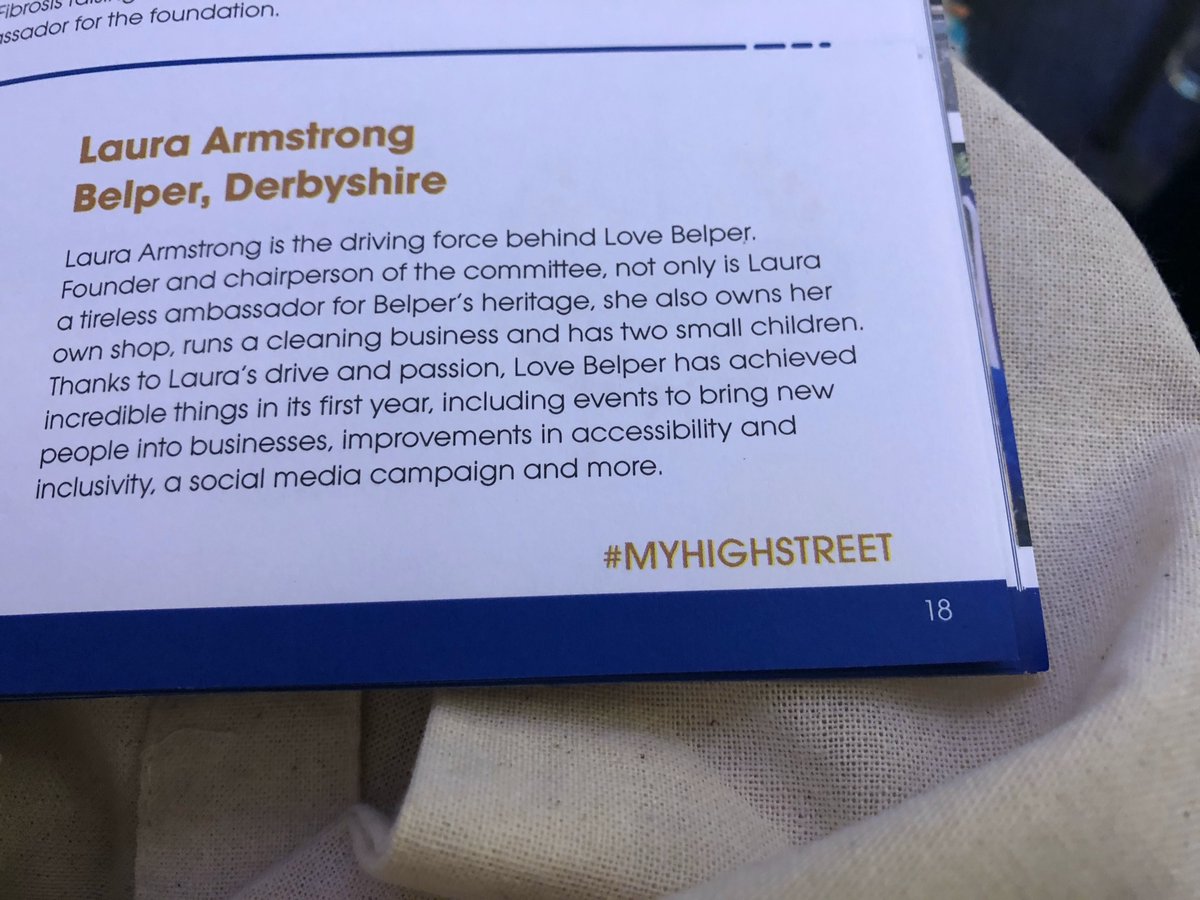 Fibrosis
ambassador for the foundation.
Laura Armstrong
Belper, Derbyshire
Laura Armstrong is the driving force behind Love Belper.
Founder and chairperson of the committee, not only is Laura
a tireless ambassador for Belper's heritage, she also owns her
own shop, runs a cleaning business and has two small children.
Thanks to Laura's drive and passion, Love Belper has achieved
incredible things in its first year, including events to bring new
people into businesses, improvements in accessibility and
inclusivity, a social media campaign and more.
#MYHIGHSTREET
18